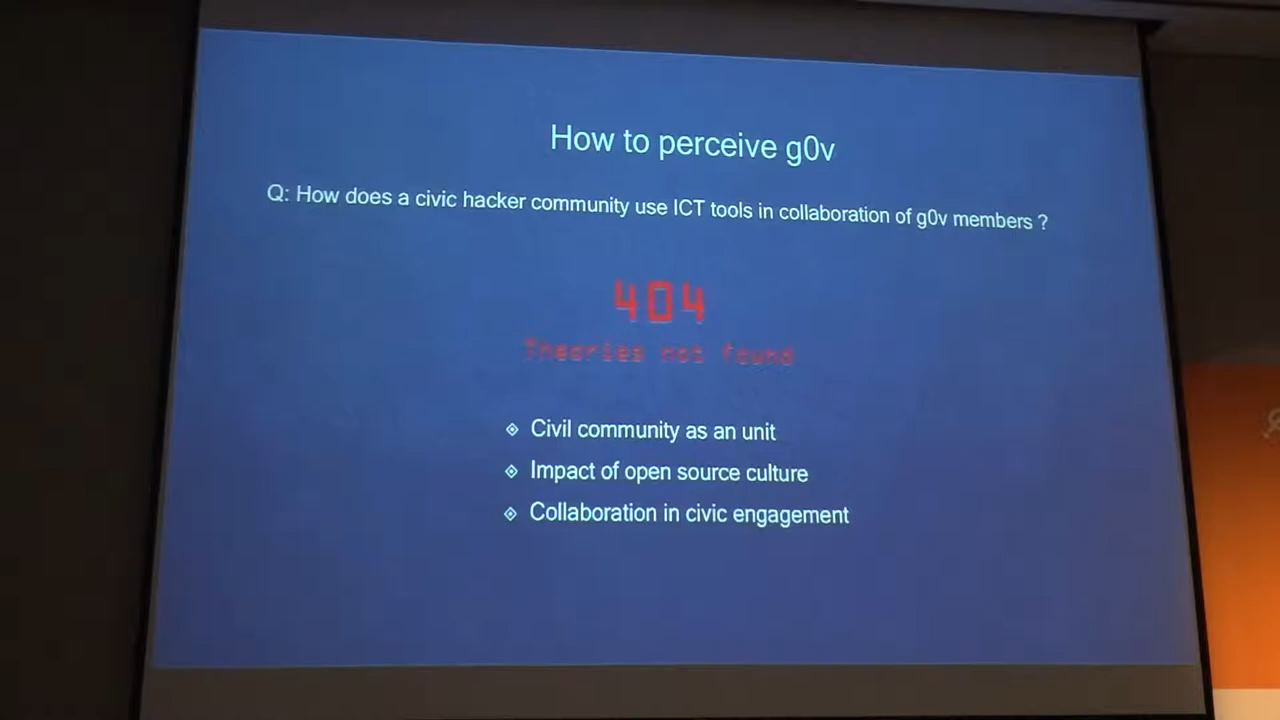 How to perceive g0v
Q: How does a civic hacker community use ICT tools in collaboration of g0v members ?
404
Theories not found
Civil community as an unit
Impact of open source culture
Collaboration in civic engagement